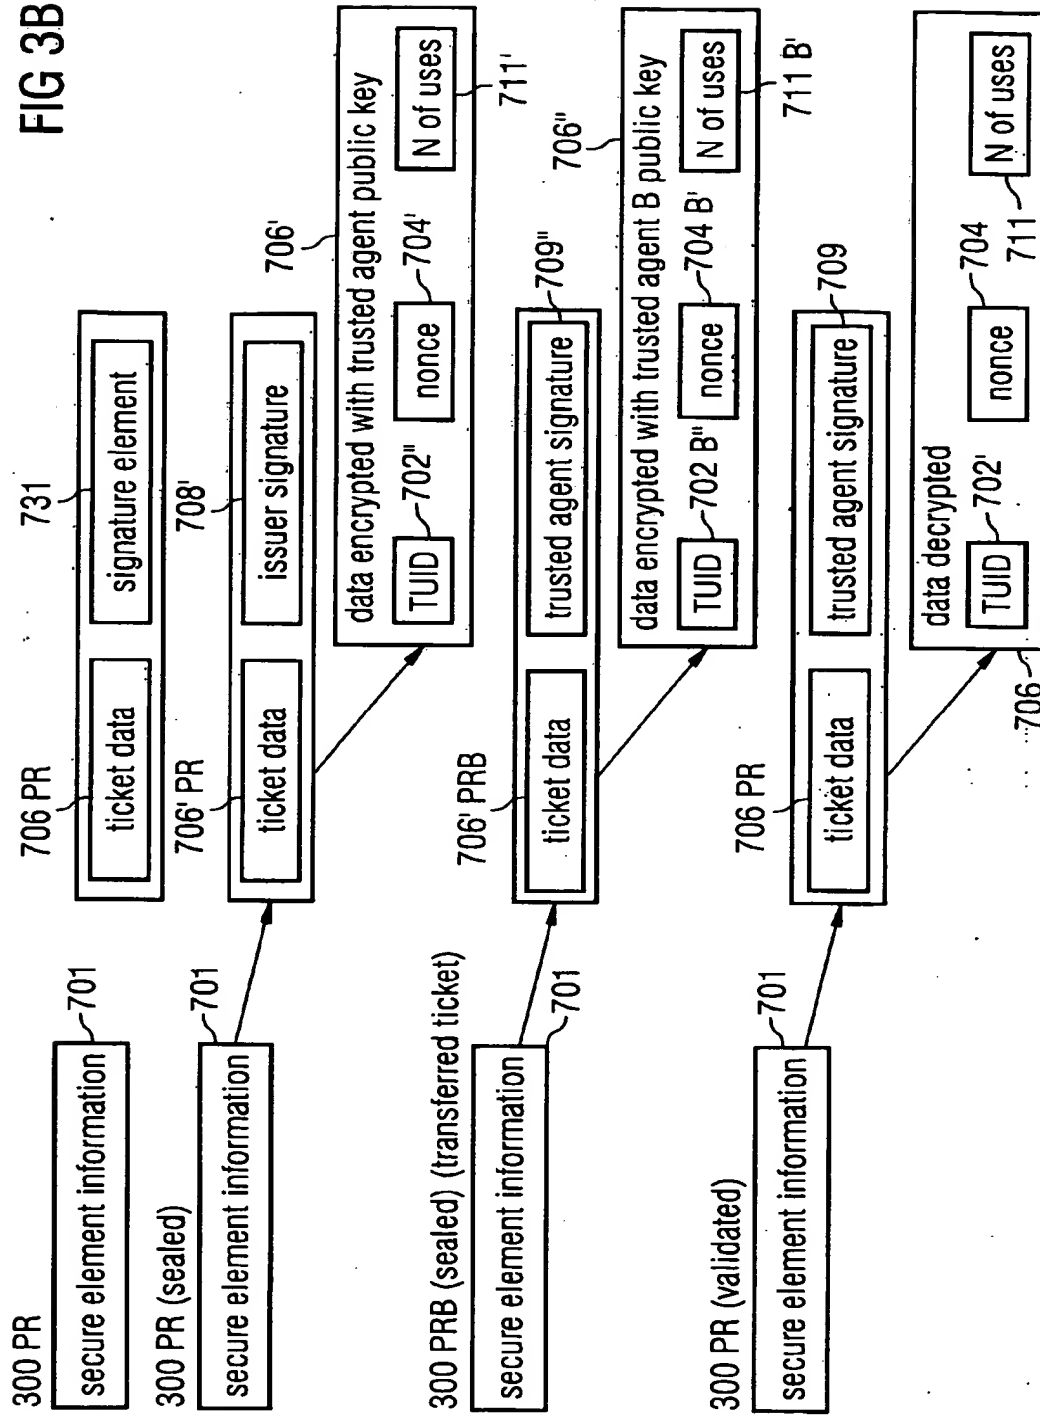 FIG 3B
300 PR
secure element information
701
706 PR
731
ticket data
signature element
300 PR (sealed)
secure element information
701
706' PR
708'
ticket data
issuer signature
706'
data encrypted with trusted agent public key
TUID
702"
nonce
704'
N of uses
711'
300 PRB (sealed) (transferred ticket)
secure element information
701
706' PRB
ticket data
trusted agent signature
709"
706"
data encrypted with trusted agent B public key
TUID
702 B"
nonce
704 B'
N of uses
711 B'
300 PR (validated)
secure element information
701
706 PR
ticket data
trusted agent signature
709
706
data decrypted
TUID
702'
nonce
704
N of uses
711